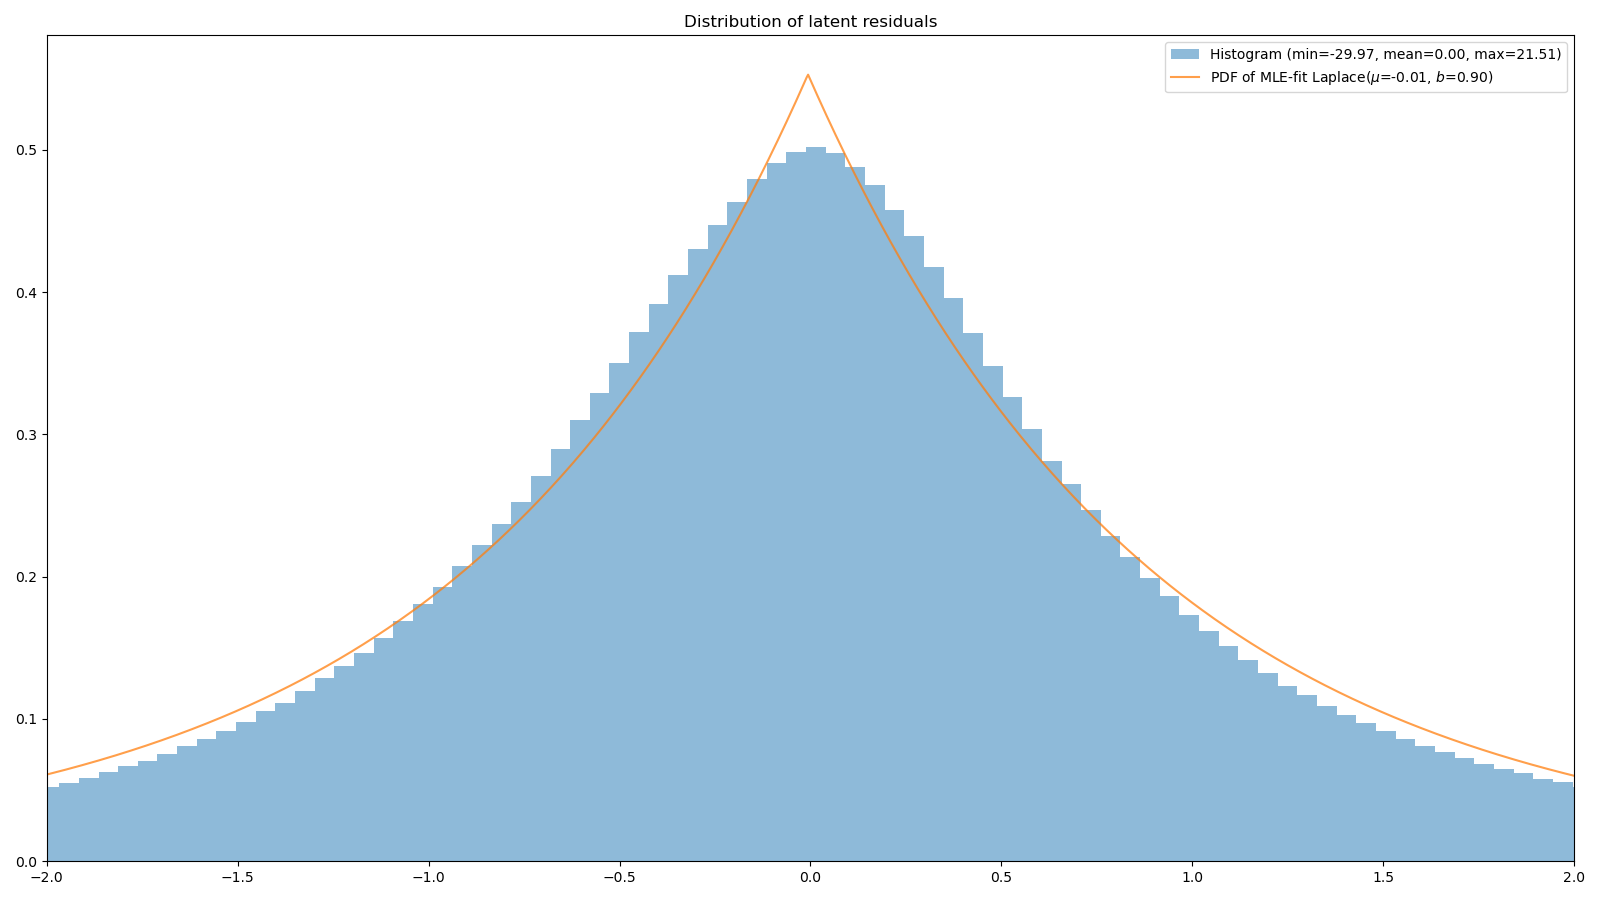 Distribution of latent residuals
Histogram (min=-29.97, mean=0.00, max=21.51)
PDF of MLE-fit Laplace(μ=-0.01, b=0.90)
0.5
0.4
0.3
0.2
0.1
0.0
−2.0 −1.5 −1.0 −0.5 0.0 0.5 1.0 1.5 2.0